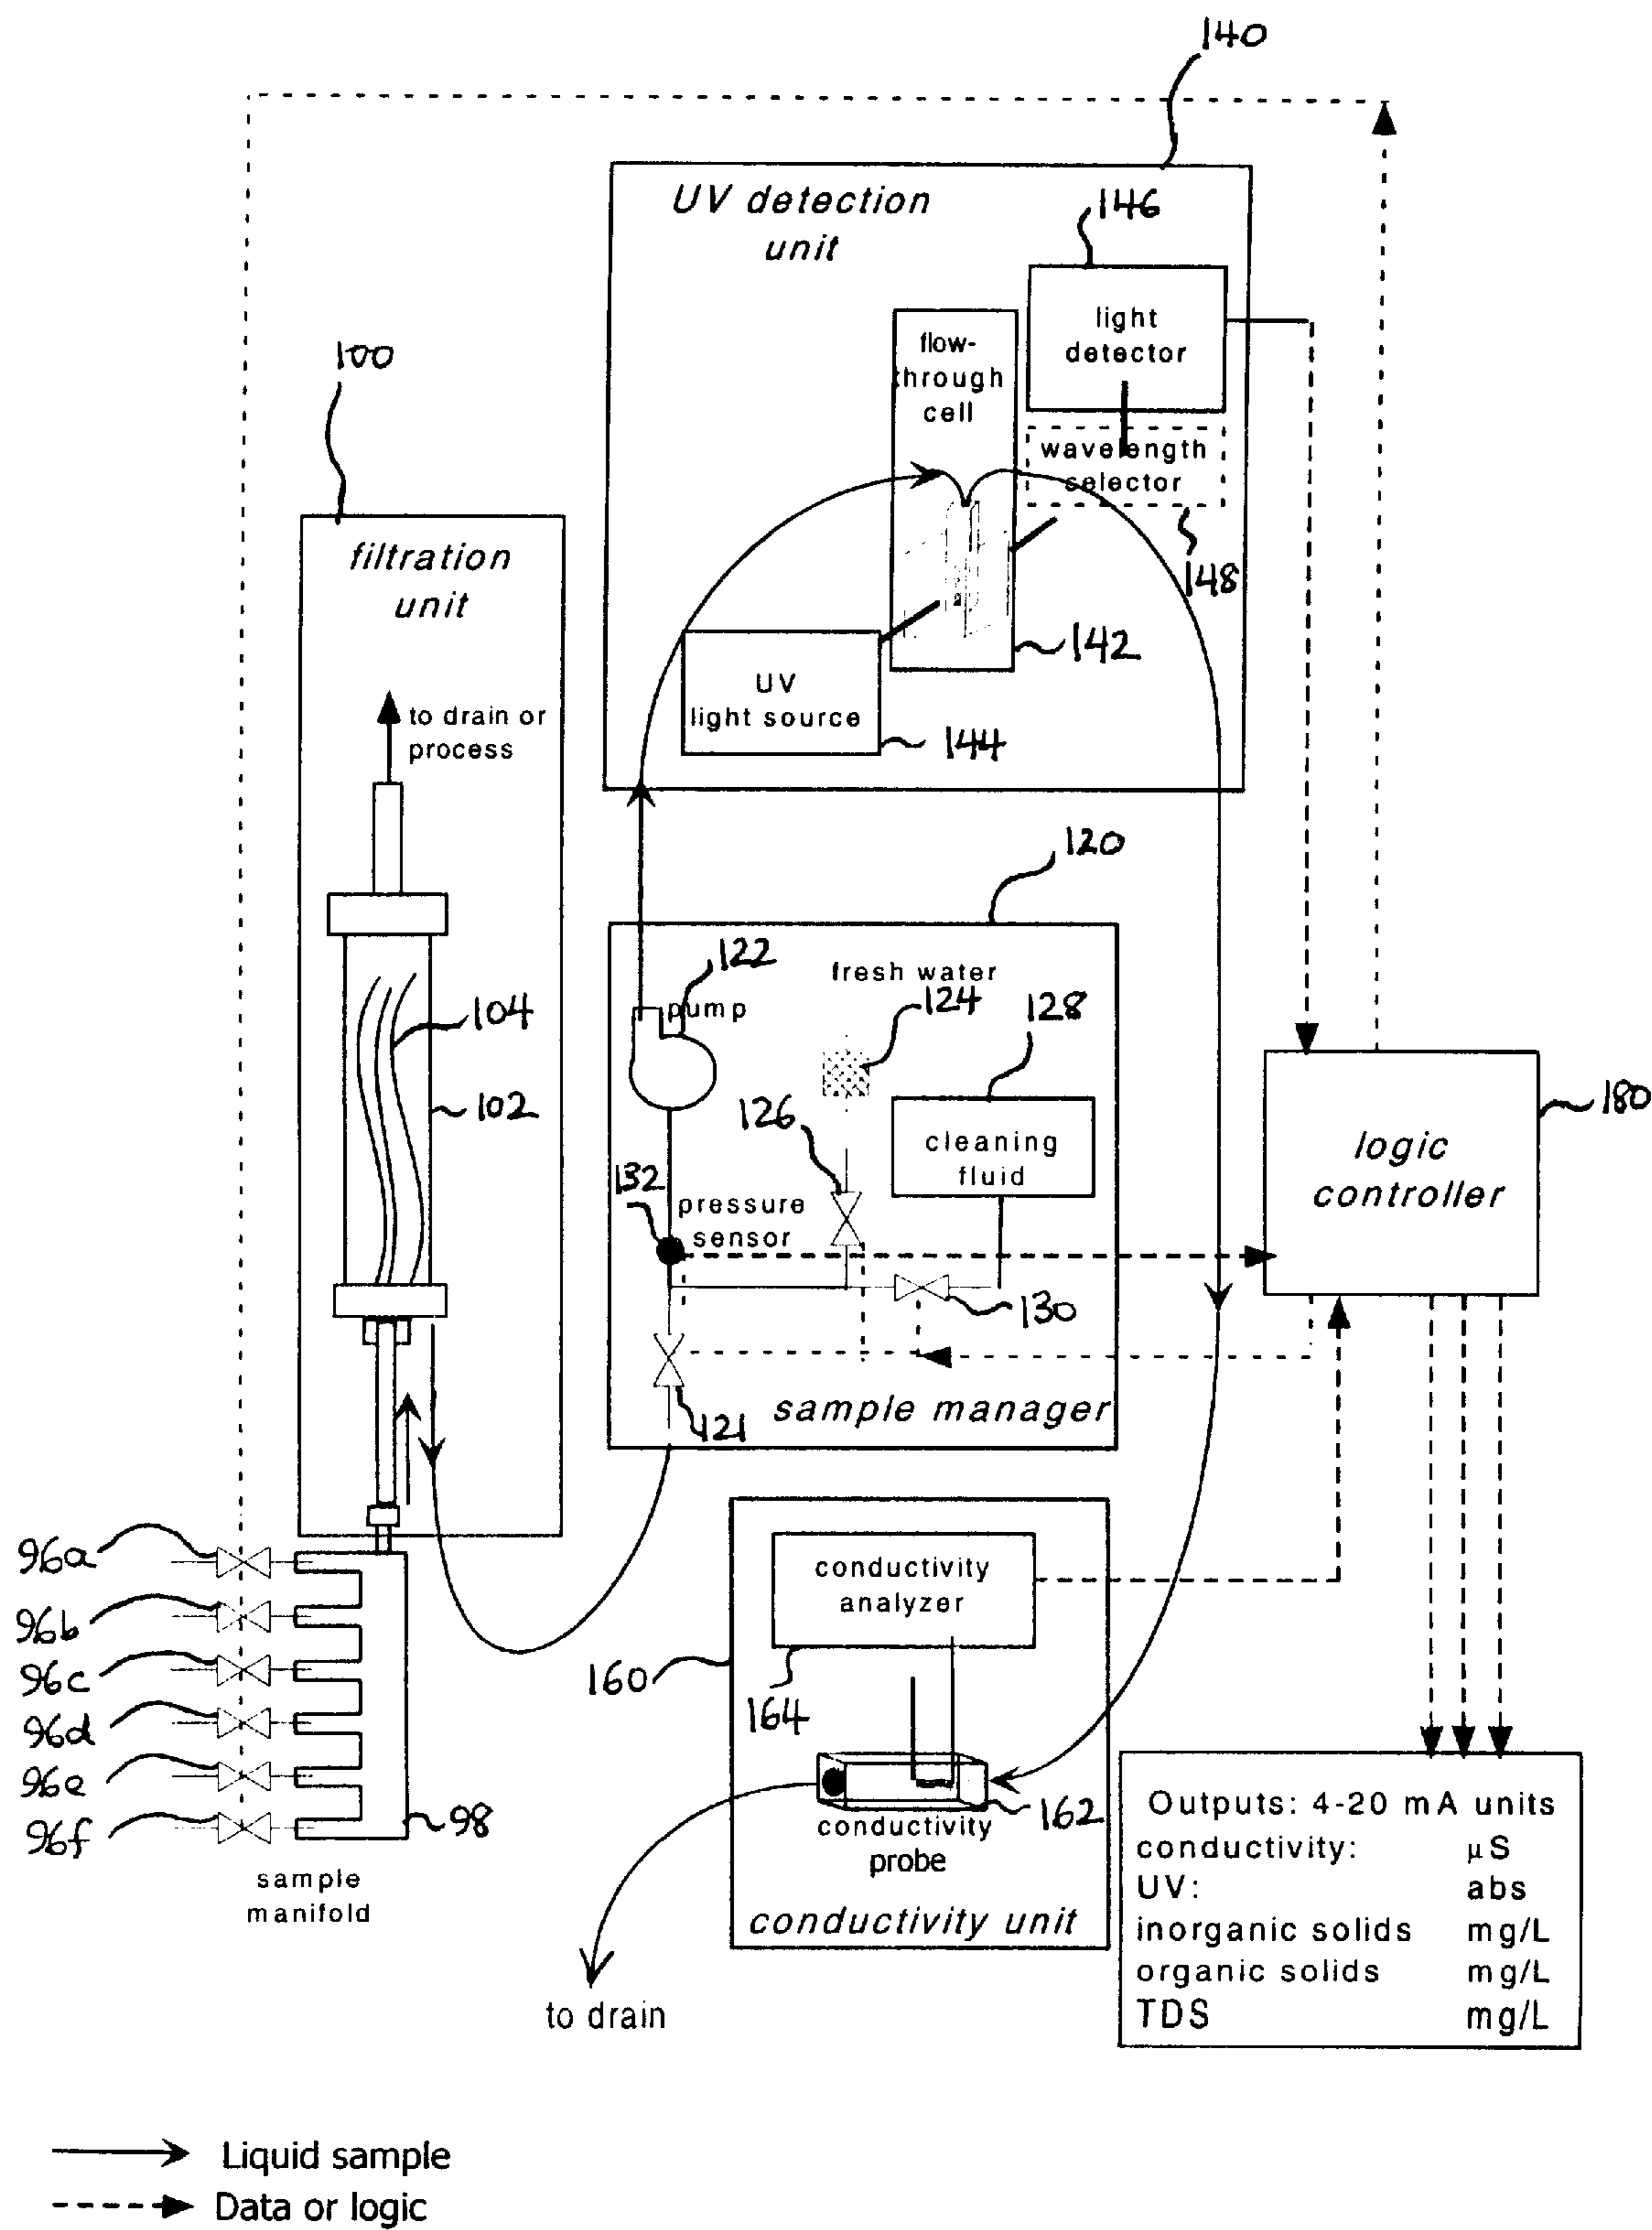 140
UV detection
unit
146
light
detector
flow-
through
cell
wavelength
selector
148
142
UV
light source
144
100
filtration
unit
to drain or
process
104
102
120
122
pump
fresh water
124
128
126
cleaning
fluid
132
pressure
sensor
130
121
sample manager
180
logic
controller
96a
96b
96c
96d
96e
96f
98
sample
manifold
conductivity
analyzer
160
164
162
conductivity
probe
conductivity unit
to drain
Outputs: 4-20 mA units
conductivity: µS
UV: abs
inorganic solids mg/L
organic solids mg/L
TDS mg/L
Liquid sample
Data or logic